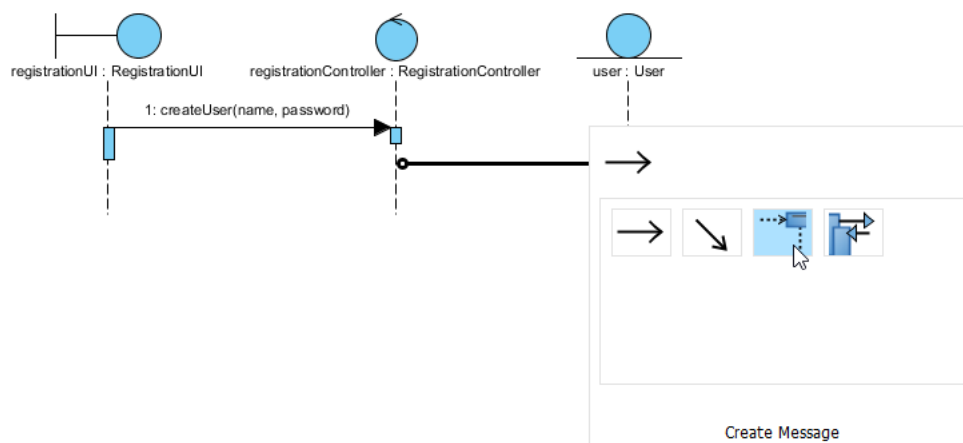 registrationUI : RegistrationUI
registrationController : RegistrationController
user : User
1: createUser(name, password)
Create Message